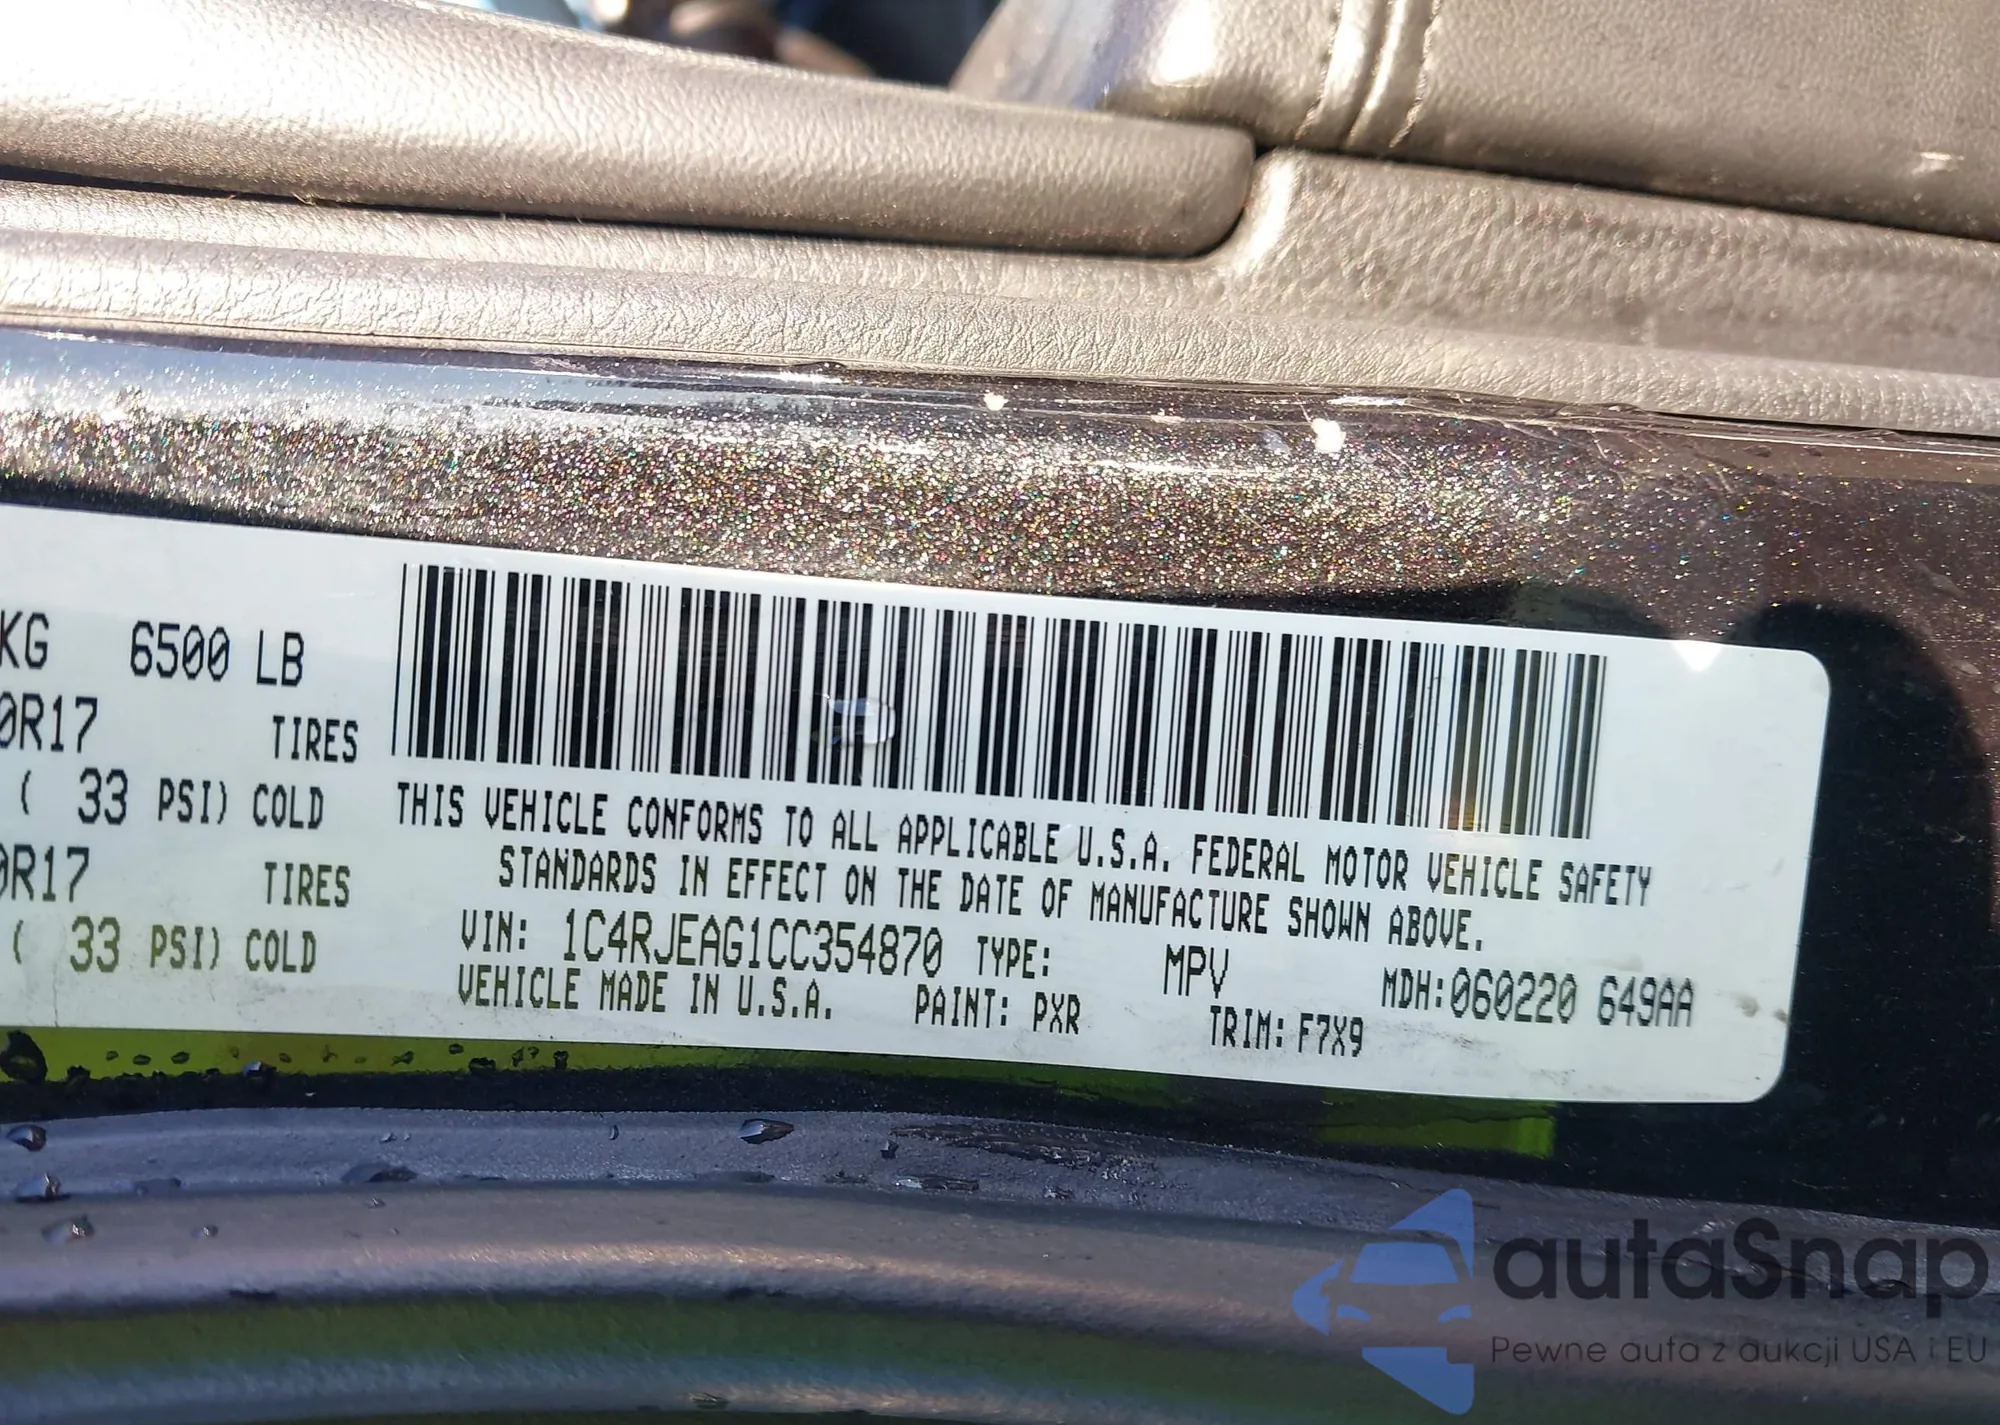 KG 6500 LB
0R17 TIRES
( 33 PSI) COLD
0R17 TIRES
( 33 PSI) COLD
THIS VEHICLE CONFORMS TO ALL APPLICABLE U.S.A. FEDERAL MOTOR VEHICLE SAFETY
STANDARDS IN EFFECT ON THE DATE OF MANUFACTURE SHOWN ABOVE.
VIN: 1C4RJEAG1CC354870 TYPE: MPV MDH:060220 649AA
VEHICLE MADE IN U.S.A. PAINT: PXR TRIM: F7X9
autaSnap
Pewne auta z aukcji USA i EU